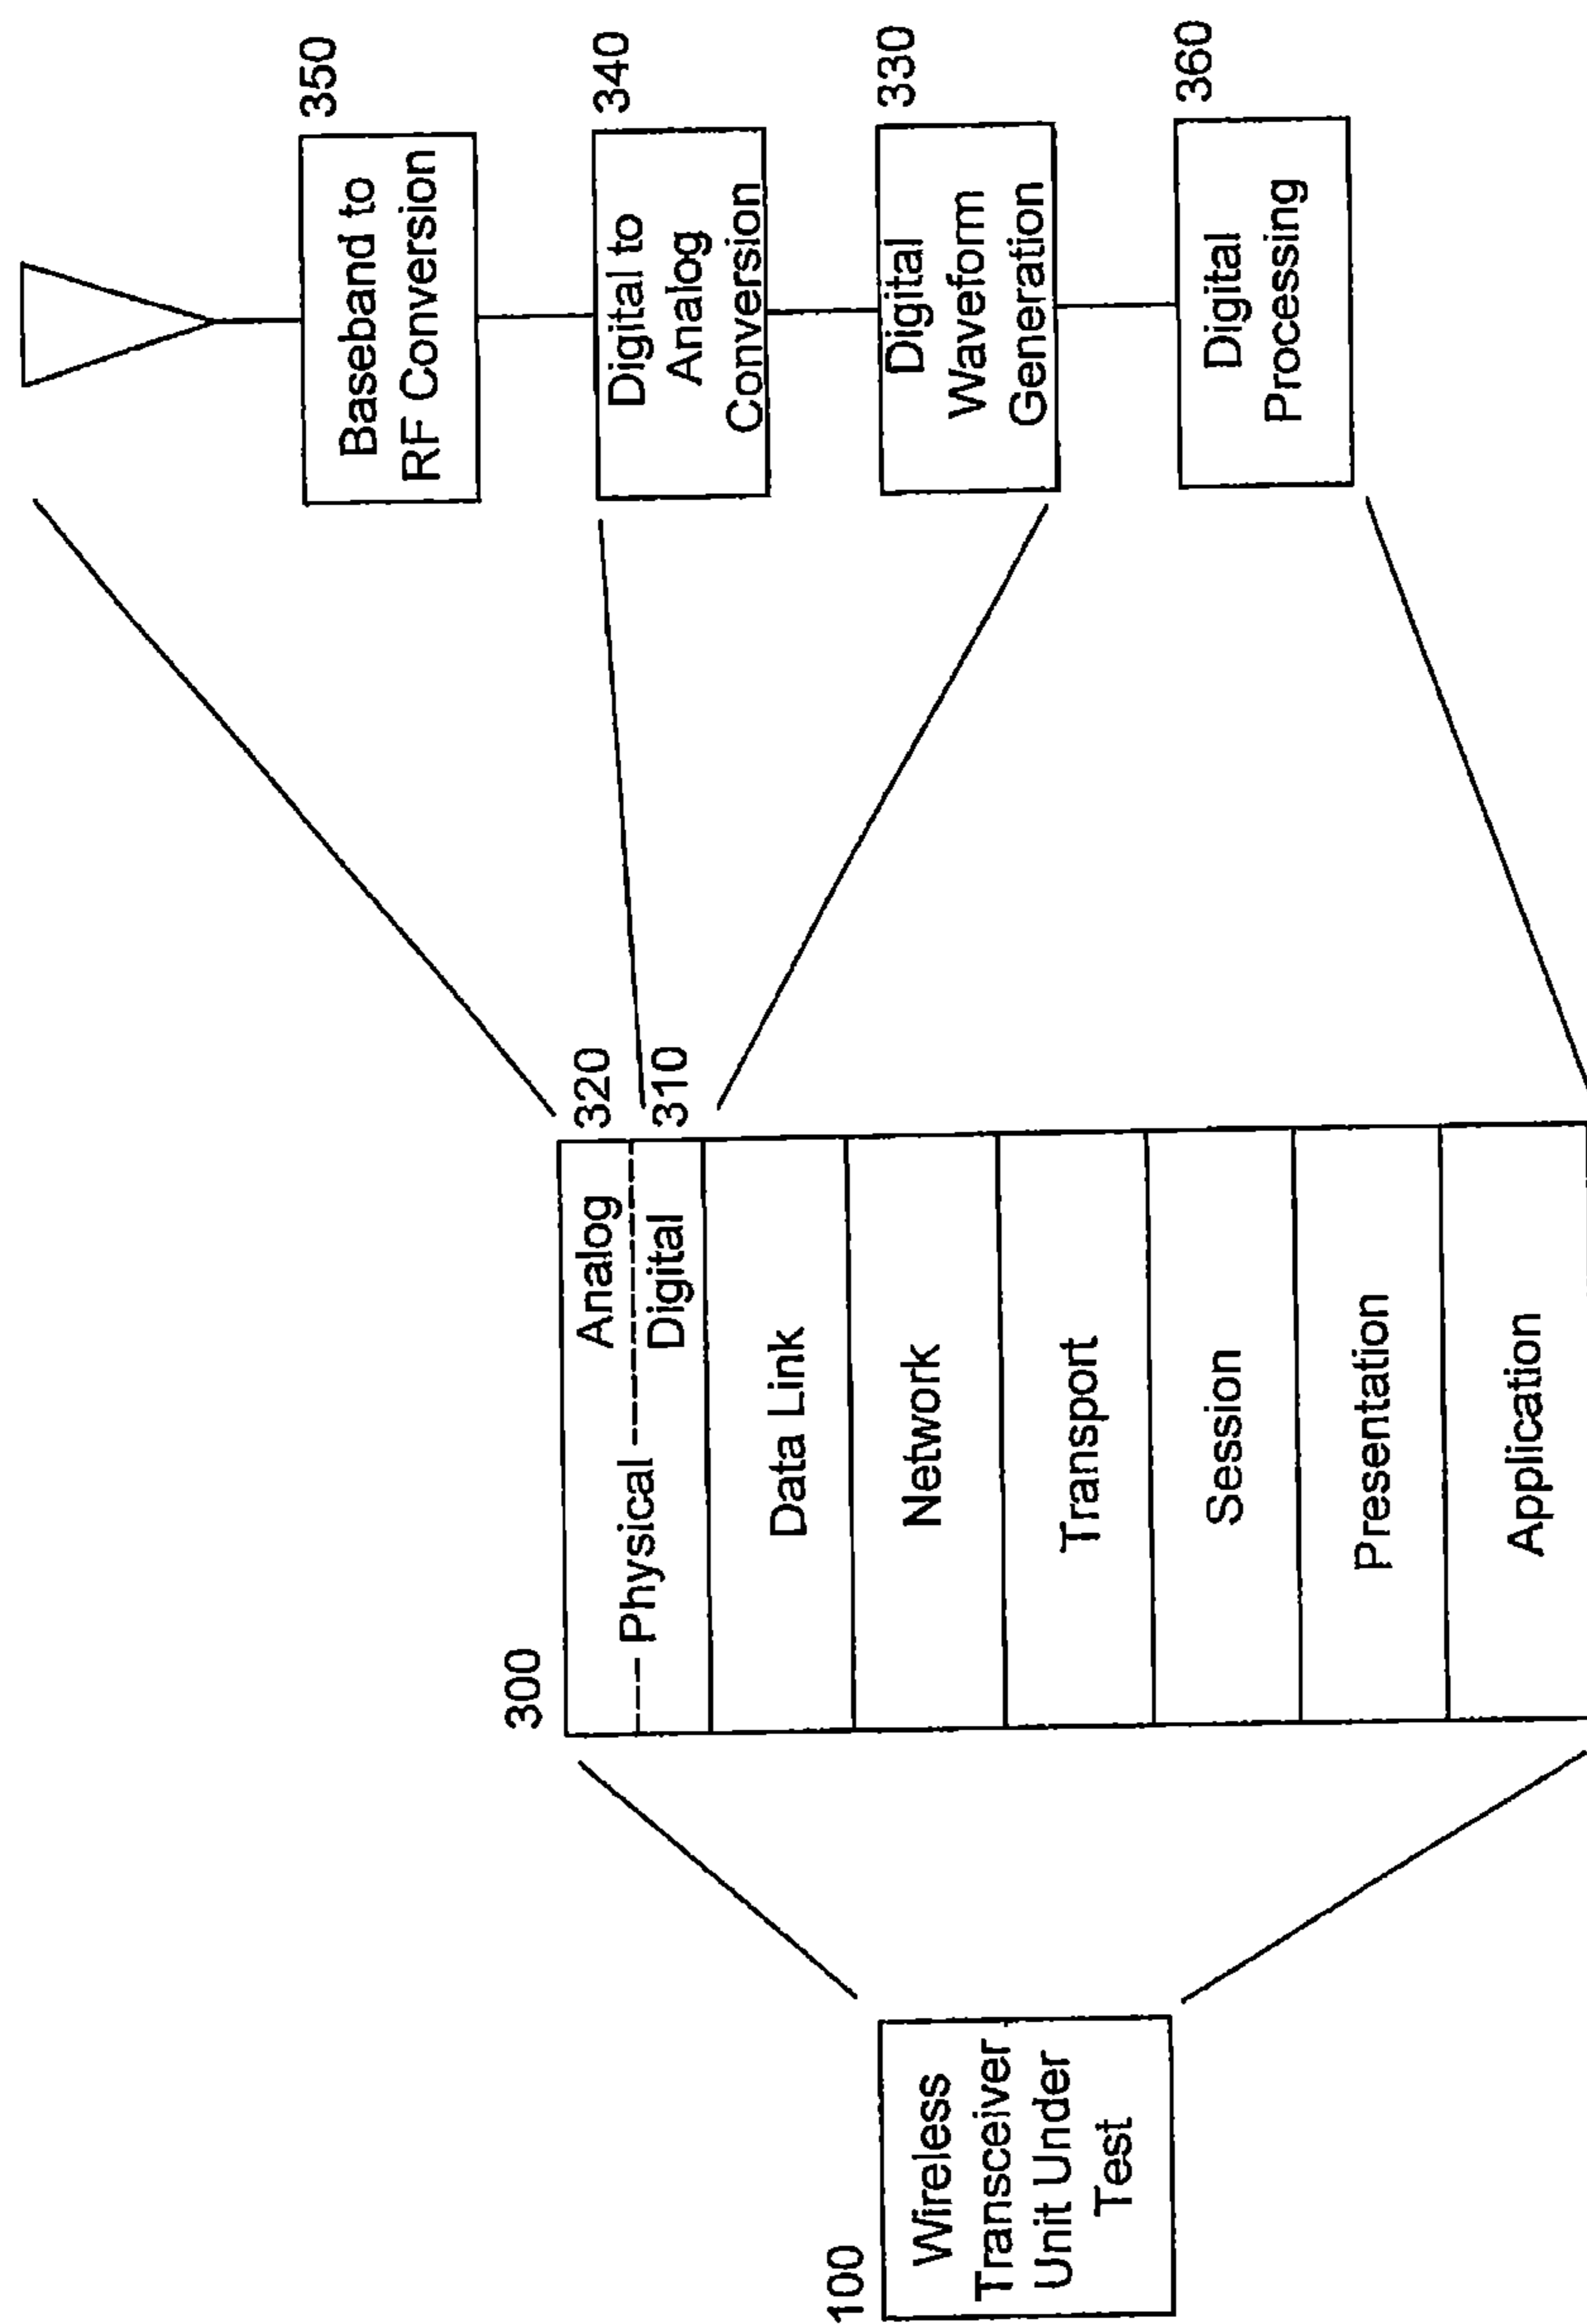 100
Wireless
Transceiver
Unit Under
Test
300
Physical
Analog
320
Digital
310
Data Link
Network
Transport
Session
Presentation
Application
Baseband to
RF Conversion
350
Digital to
Analog
Conversion
340
Digital
Waveform
Generation
330
Digital
Processing
360